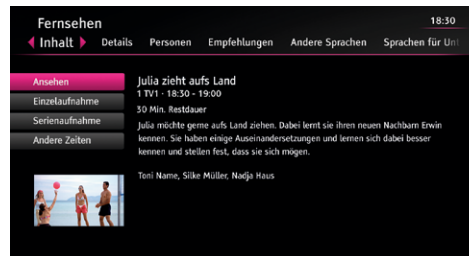 Fernsehen
18:30
Inhalt Details Personen Empfehlungen Andere Sprachen Sprachen für
Ansehen
Einzelaufnahme
Serienaufnahme
Andere Zeiten
Julia zieht aufs Land
1 TV1 · 18:30 - 19:00
30 Min. Restdauer
Julia möchte gerne aufs Land ziehen. Dabei lernt sie ihren neuen Nachbarn Erwin
kennen. Sie haben einige Auseinandersetzungen und lernen sich dabei besser
kennen und stellen fest, dass sie sich mögen.
Toni Name, Silke Müller, Nadja Haus